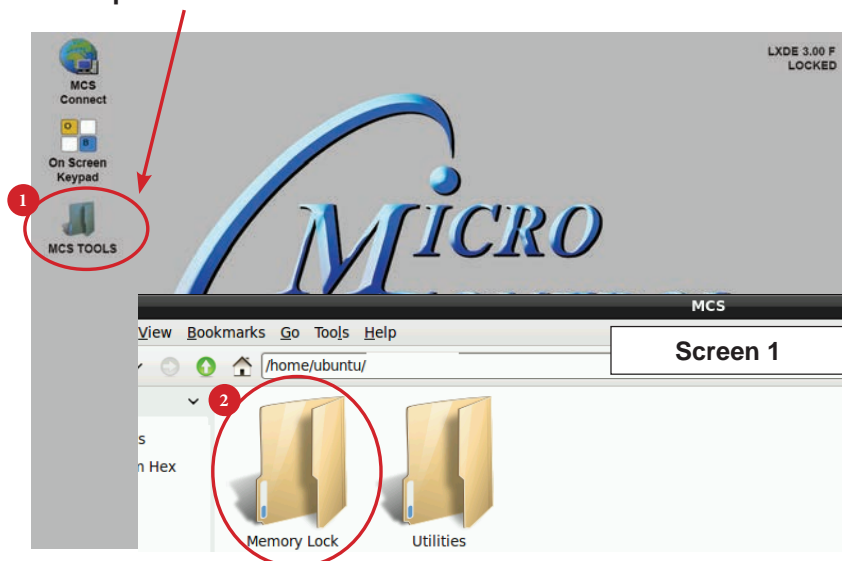 LXDE 3.00 F
LOCKED
MCS
Connect
O
B
On Screen
Keypad
1
MCS TOOLS
MICRO
MCS
View Bookmarks Go Tools Help
Screen 1
/home/ubuntu/
2
s
n Hex
Memory Lock
Utilities